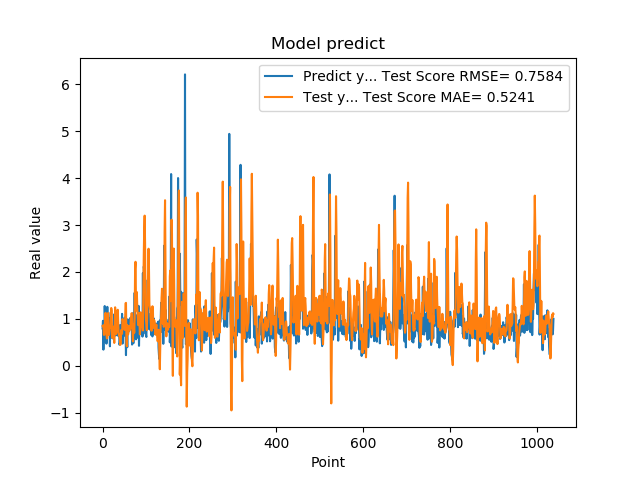 Model predict
Predict y... Test Score RMSE= 0.7584
Test y... Test Score MAE= 0.5241
6
5
4
3
2
1
0
−1
Real value
0 200 400 600 800 1000
Point